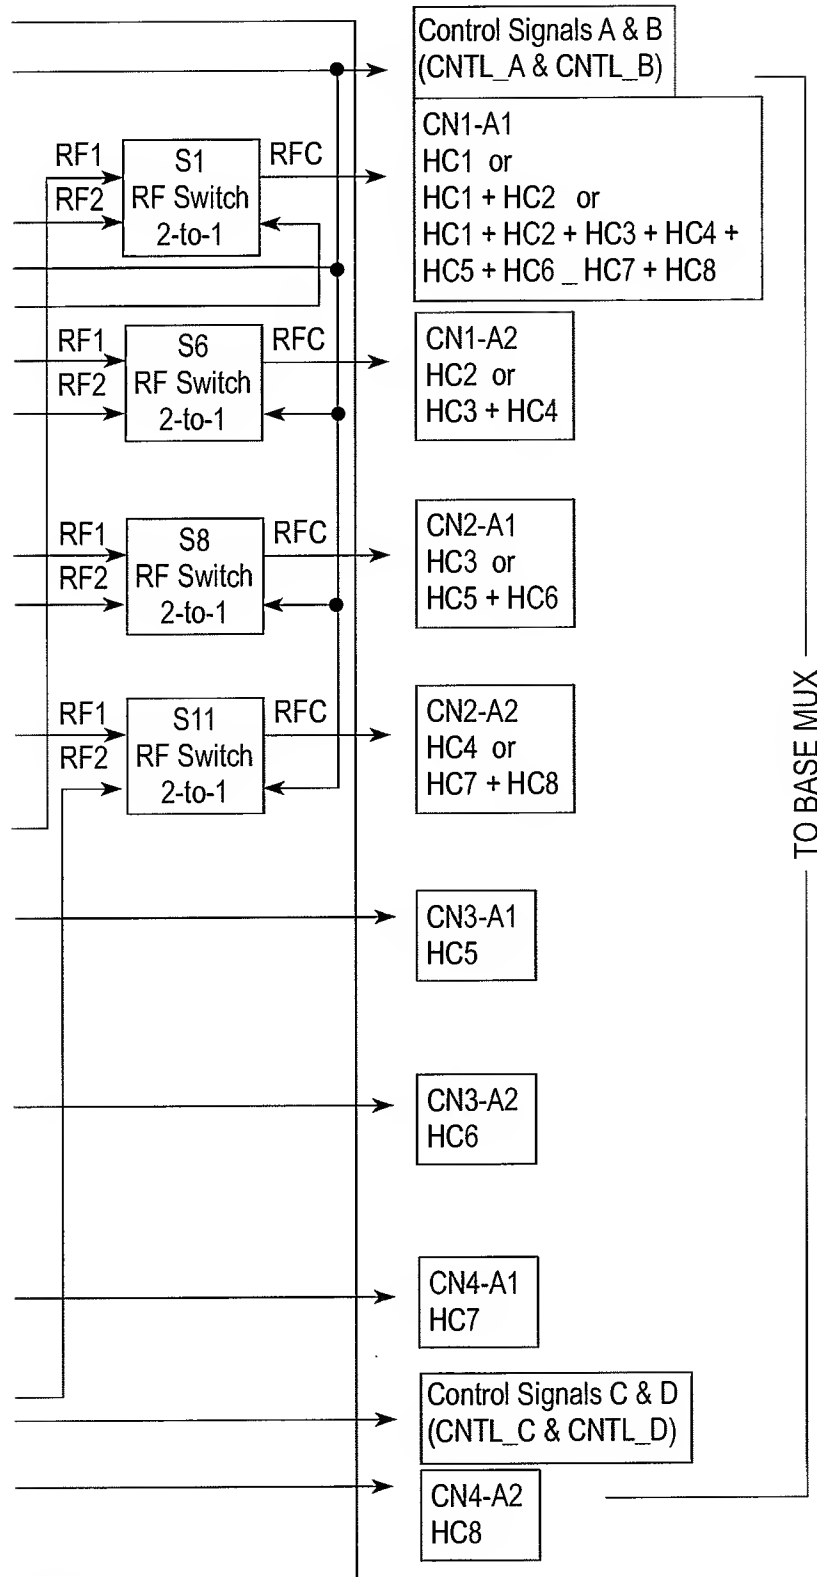 Control Signals A & B
(CNTL_A & CNTL_B)
CN1-A1
HC1 or
HC1 + HC2 or
HC1 + HC2 + HC3 + HC4 +
HC5 + HC6 _ HC7 + HC8
RF1
RF2
S1
RF Switch
2-to-1
RFC
RF1
RF2
S6
RF Switch
2-to-1
RFC
CN1-A2
HC2 or
HC3 + HC4
RF1
RF2
S8
RF Switch
2-to-1
RFC
CN2-A1
HC3 or
HC5 + HC6
RF1
RF2
S11
RF Switch
2-to-1
RFC
CN2-A2
HC4 or
HC7 + HC8
TO BASE MUX
CN3-A1
HC5
CN3-A2
HC6
CN4-A1
HC7
Control Signals C & D
(CNTL_C & CNTL_D)
CN4-A2
HC8